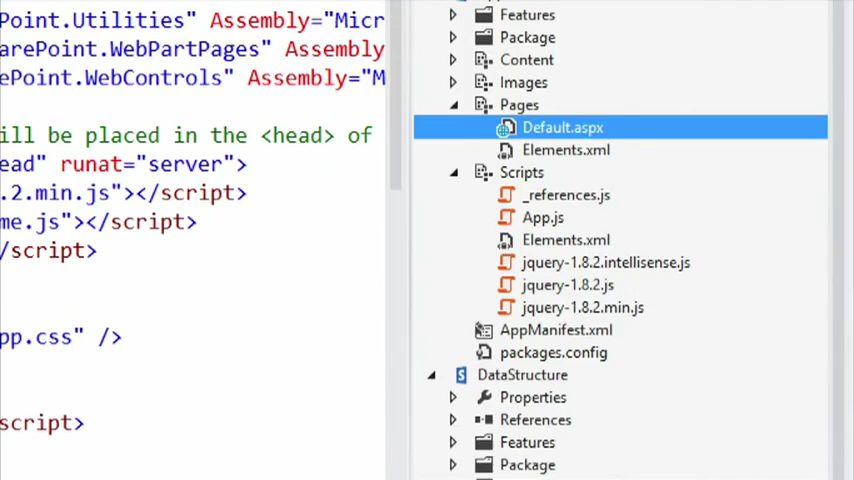 Point.Utilities" Assembly="Micr
arePoint.WebPartPages" Assembly
ePoint.WebControls" Assembly="M
ill be placed in the <head> of
ead" runat="server">
.2.min.js"></script>
me.js"></script>
/script>
pp.css" />
script>
Features
Package
Content
Images
Pages
Default.aspx
Elements.xml
Scripts
_references.js
App.js
Elements.xml
jquery-1.8.2.intellisense.js
jquery-1.8.2.js
jquery-1.8.2.min.js
AppManifest.xml
packages.config
DataStructure
Properties
References
Features
Package